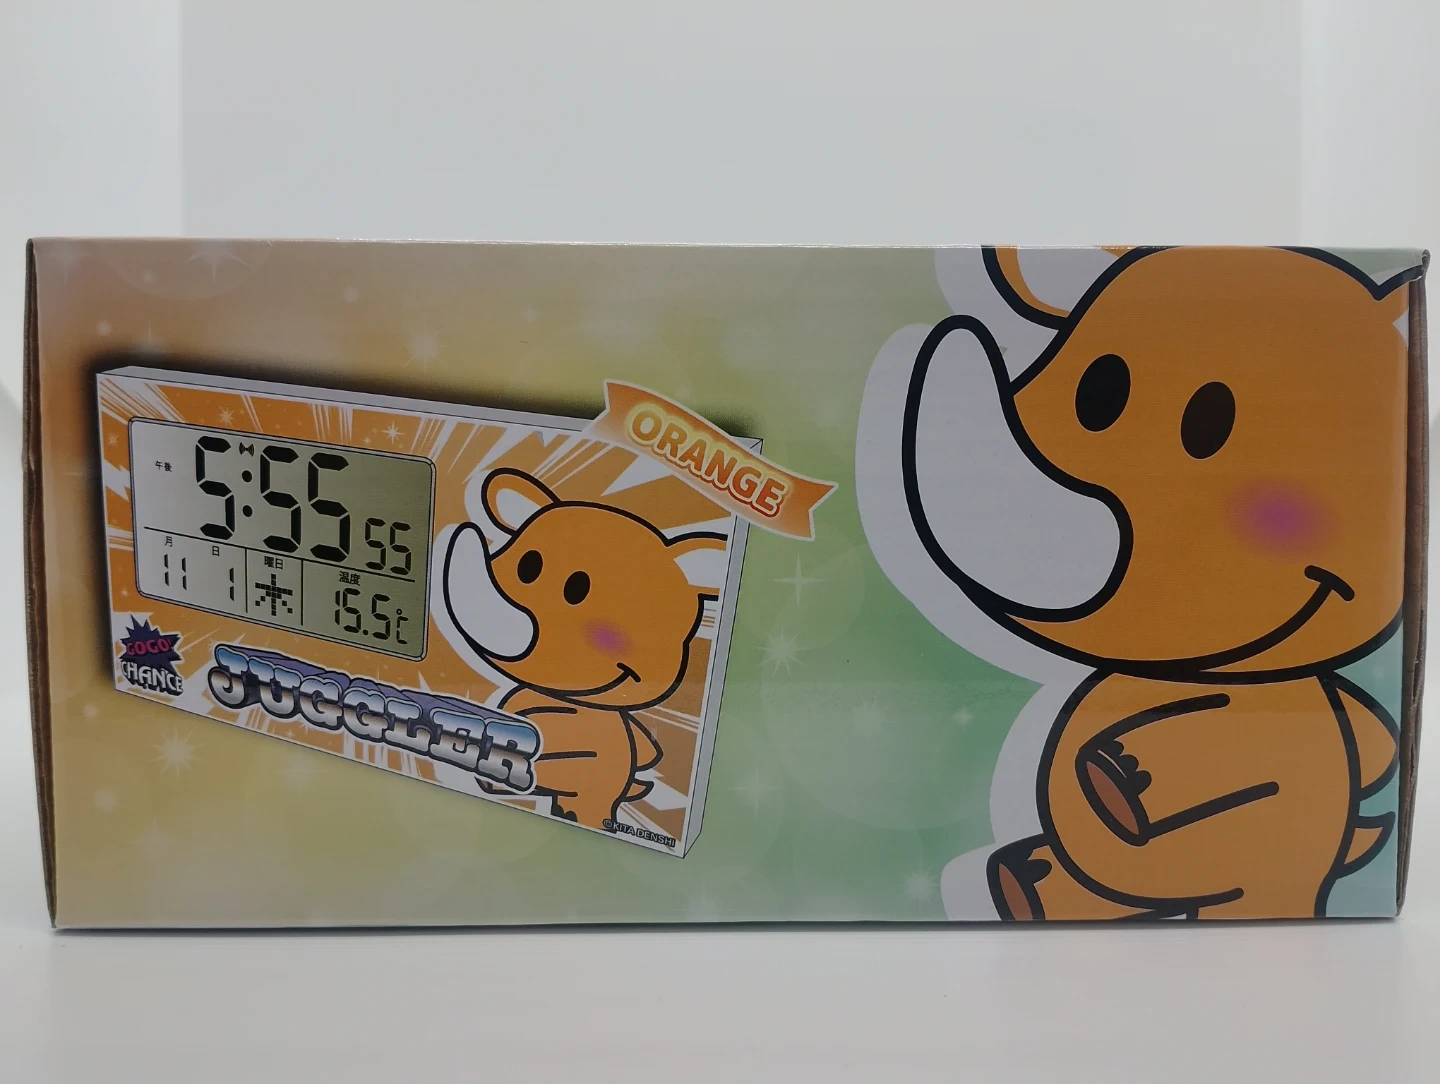 ORANGE
午後
5:55 55
月 日 曜日 温度
11 1 木 15.5℃
GOGO!
CHANCE
JUGGLER
©KITA DENSHI